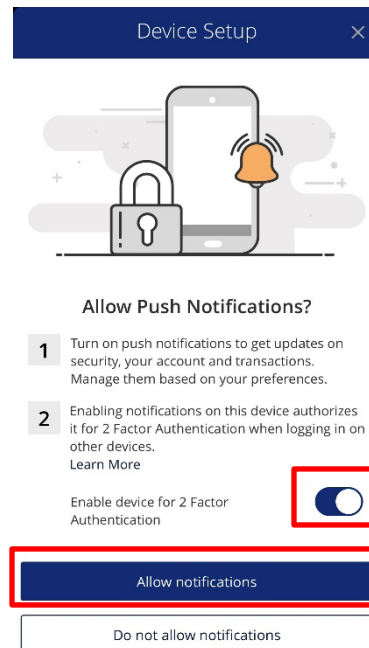 Device Setup
Allow Push Notifications?
1
Turn on push notifications to get updates on
security, your account and transactions.
Manage them based on your preferences.
2
Enabling notifications on this device authorizes
it for 2 Factor Authentication when logging in on
other devices.
Learn More
Enable device for 2 Factor
Authentication
Allow notifications
Do not allow notifications